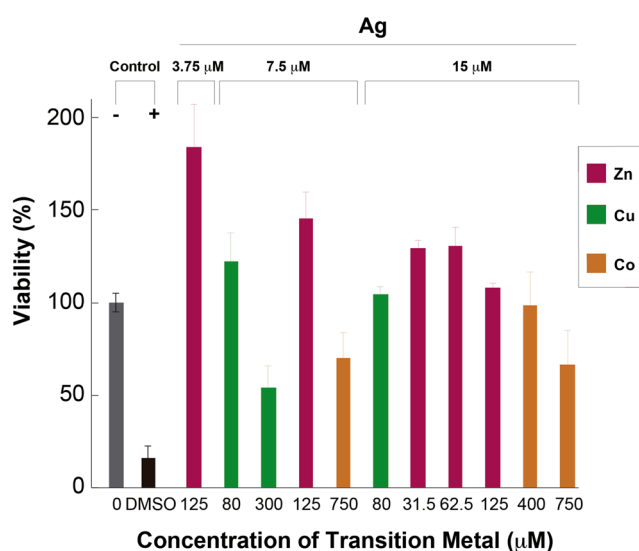 Ag
Control 3.75 μM 7.5 μM 15 μM
- +
200
150
100
50
0
Viability (%)
Zn
Cu
Co
0 DMSO 125 80 300 125 750 80 31.5 62.5 125 400 750
Concentration of Transition Metal (μM)